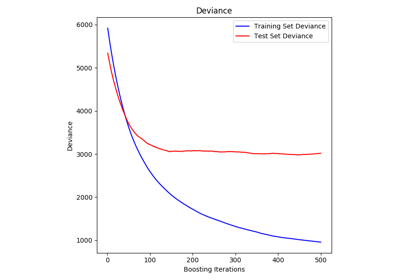 Deviance
Training Set Deviance
Test Set Deviance
6000
5000
4000
3000
2000
1000
Deviance
0
100
200
300
400
500
Boosting Iterations